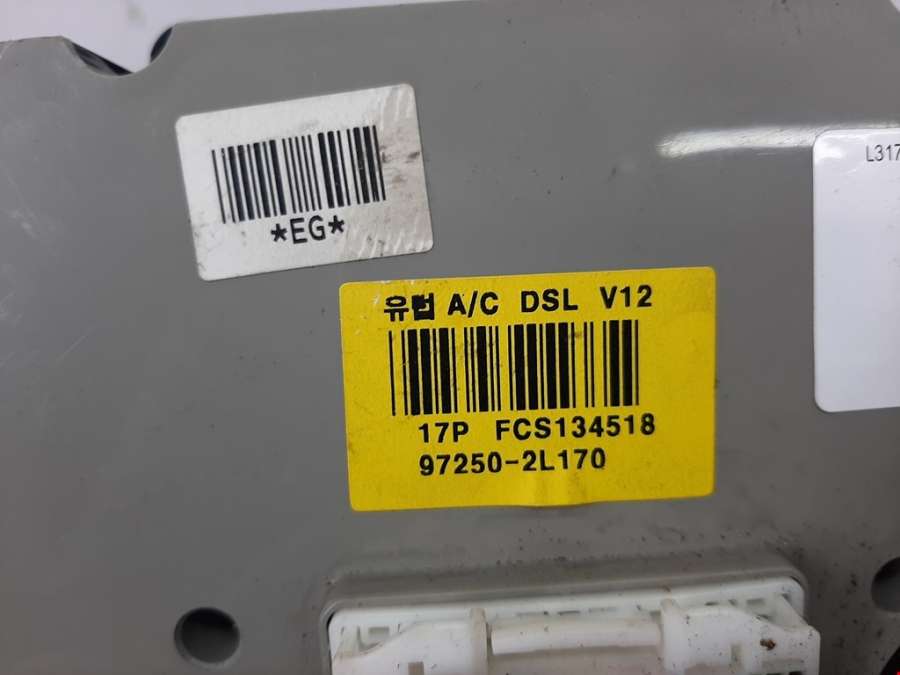 *EG*
유럽 A/C DSL V12
17P FCS134518
97250-2L170
L317